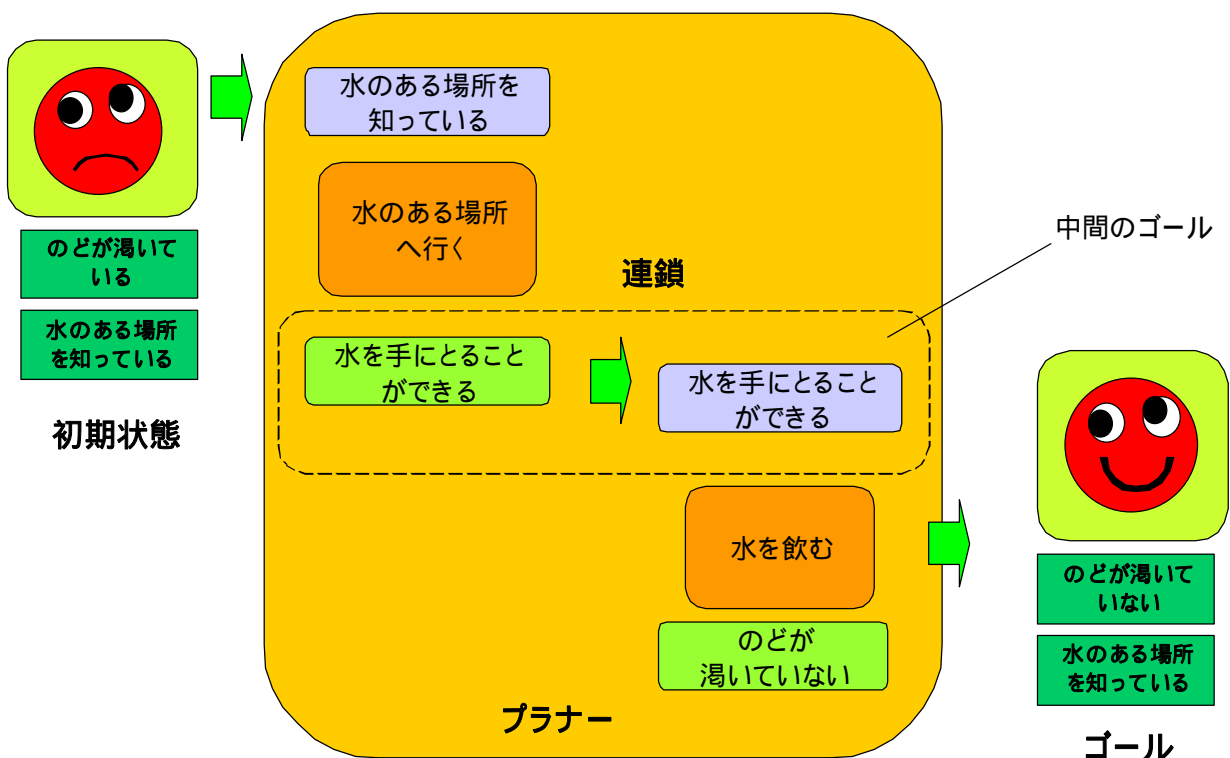 水のある場所を
知っている
水のある場所
へ行く
連鎖
中間のゴール
のどが渇いて
いる
水のある場所
を知っている
初期状態
水を手にとること
ができる
水を手にとること
ができる
水を飲む
のどが
渇いていない
プラナー
のどが渇いて
いない
水のある場所
を知っている
ゴール